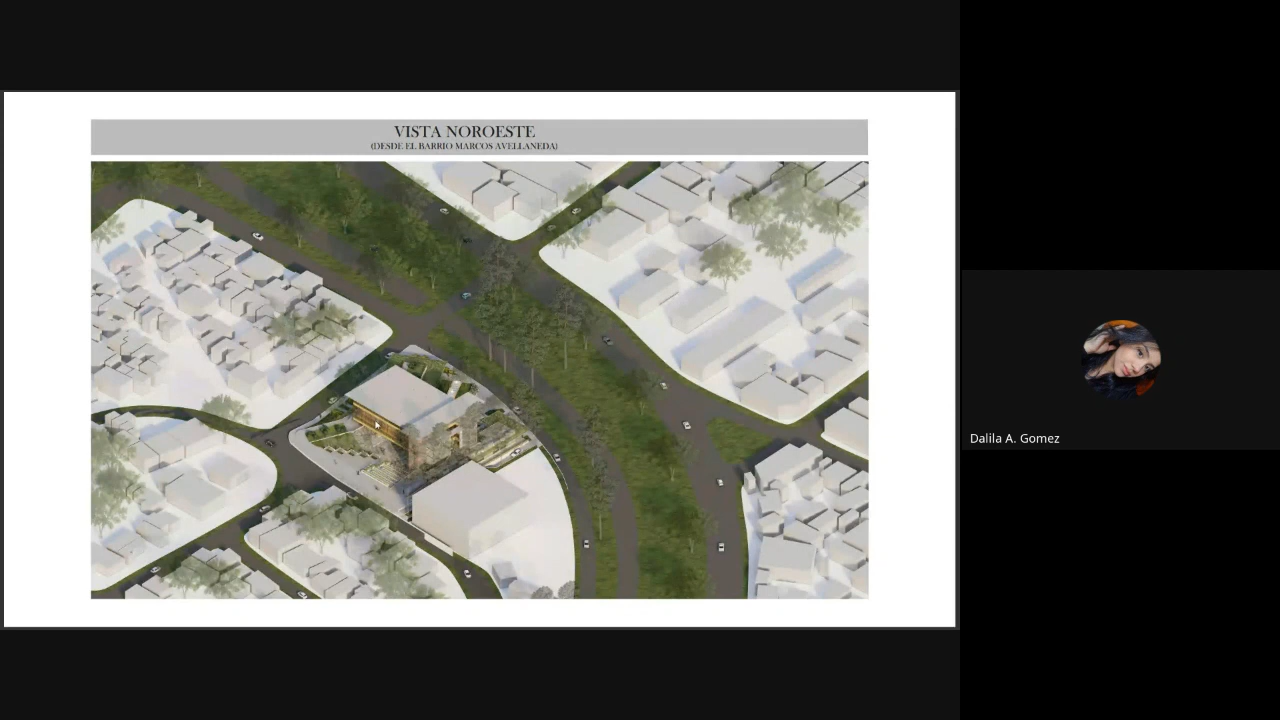 VISTA NOROESTE
(DESDE EL BARRIO MARCOS AVELLANEDA)
Dalila A. Gomez